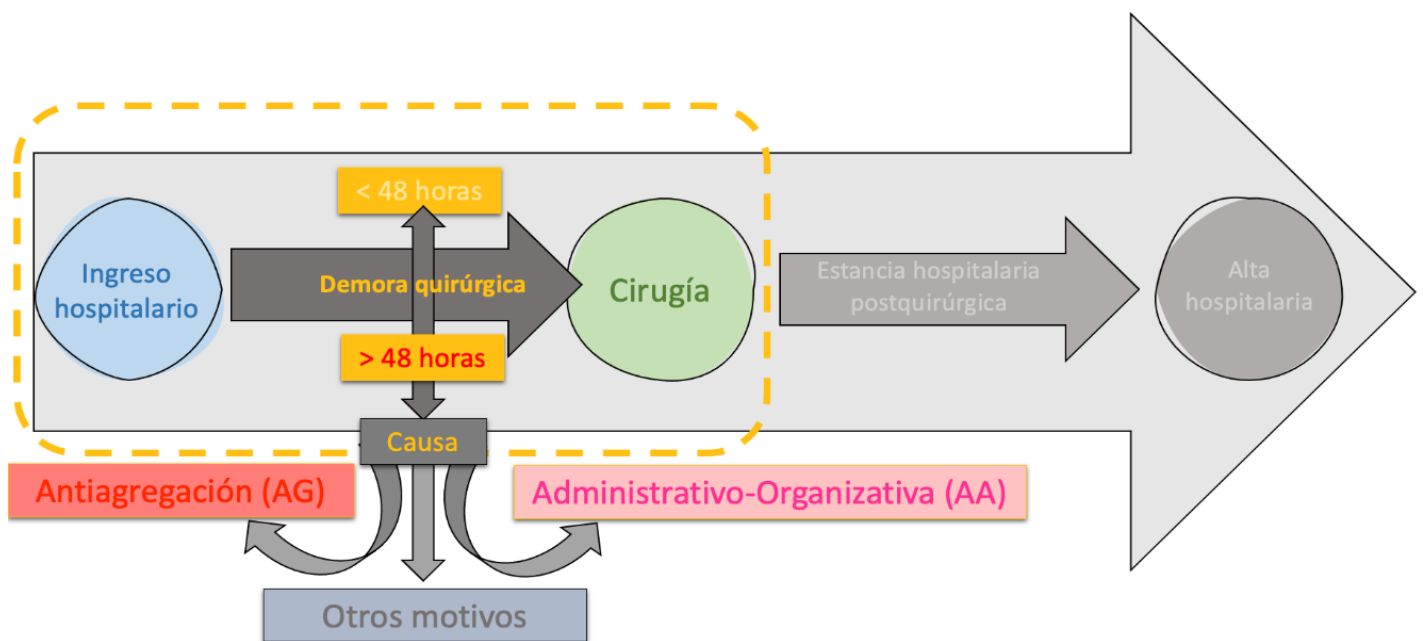 < 48 horas
Ingreso
hospitalario
Demora quirúrgica
Cirugía
Estancia hospitalaria
postquirúrgica
Alta
hospitalaria
> 48 horas
Causa
Antiagregación (AG)
Administrativo-Organizativa (AA)
Otros motivos